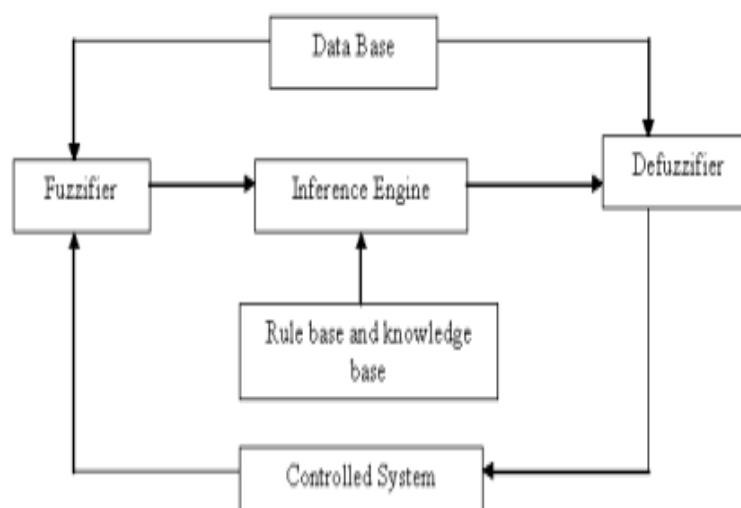 Data Base
Fuzzifier
Inference Engine
Defuzzifier
Rule base and knowledge
base
Controlled System